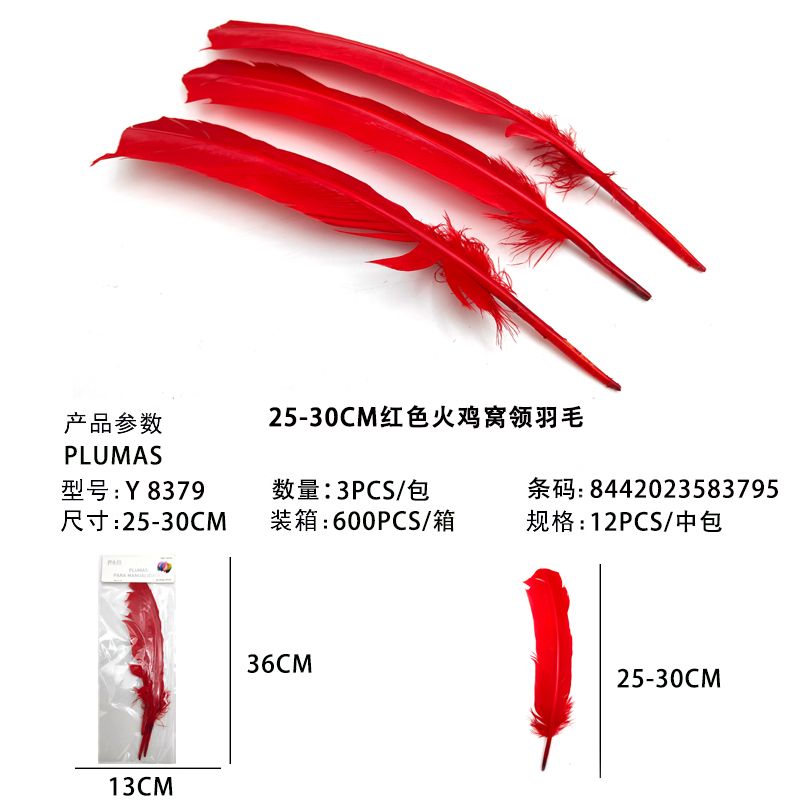 产品参数
25-30CM红色火鸡窝领羽毛
PLUMAS
型号:Y 8379
数量:3PCS/包
条码:8442023583795
尺寸:25-30CM
装箱:600PCS/箱
规格:12PCS/中包
PLUMAS
36CM
25-30CM
13CM